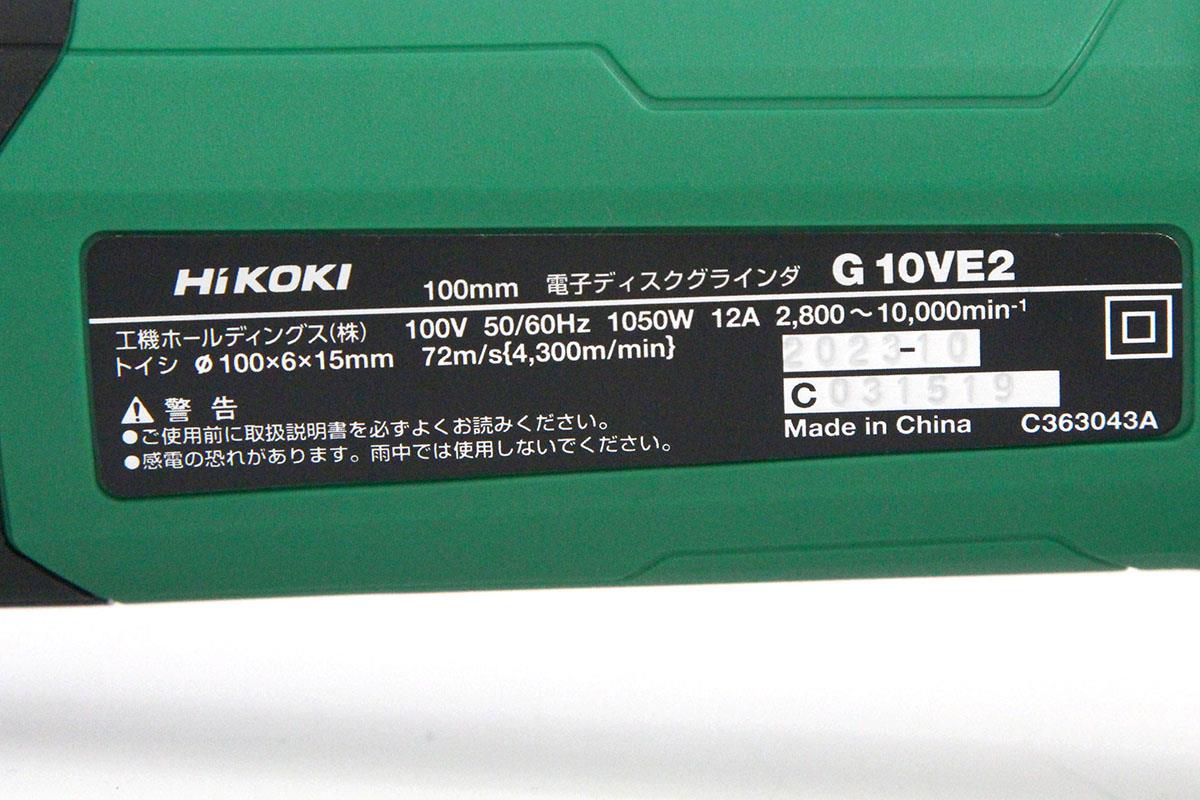 HiKOKI 100mm 電子ディスクグラインダ G 10VE2
工機ホールディングス(株) 100V 50/60Hz 1050W 12A 2,800～10,000min-1
トイシ ø100×6×15mm 72m/s{4,300m/min}
2023-10
C031519
⚠警告
●ご使用前に取扱説明書を必ずよくお読みください。
●感電の恐れがあります。雨中では使用しないでください。
Made in China C363043A